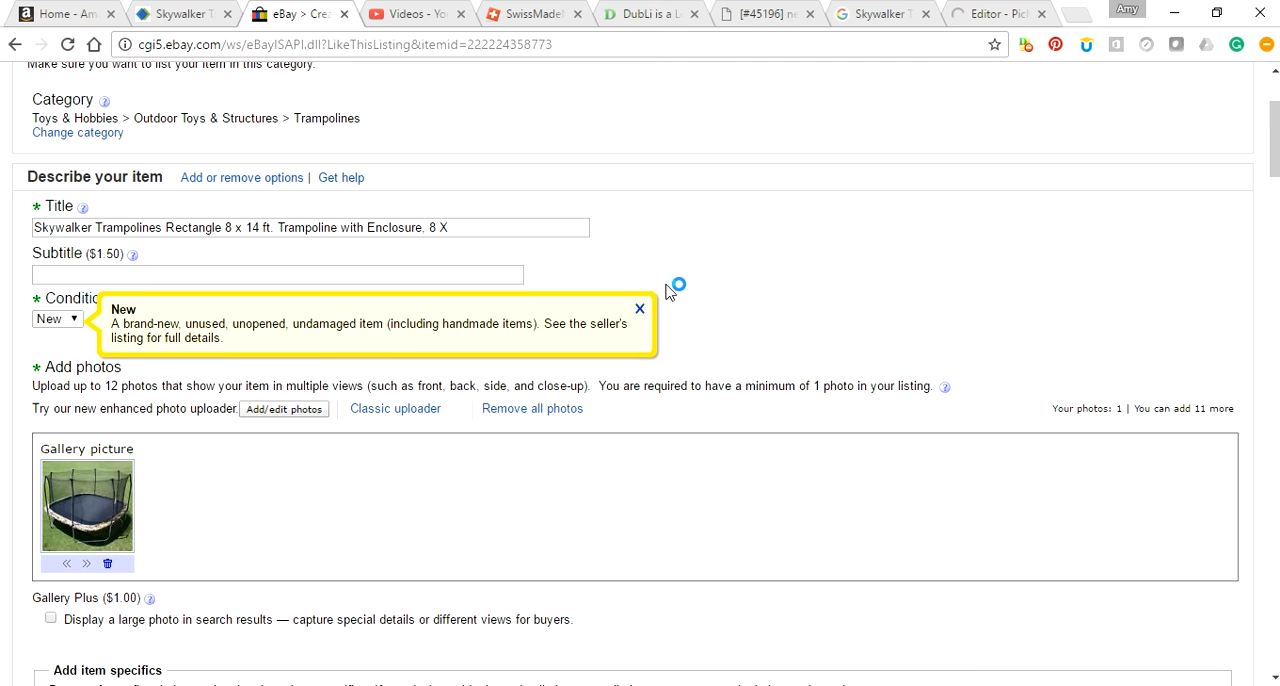 Home - Am
Skywalker T
eBay > Crea
Videos - Yo
SwissMade
DubLi is a L
[#45196] ne
Skywalker T
Editor - Pic
Amy
cgi5.ebay.com/ws/eBayISAPI.dll?LikeThisListing&itemid=222224358773
Make sure you want to list your item in this category.
Category
Toys & Hobbies > Outdoor Toys & Structures > Trampolines
Change category
Describe your item Add or remove options | Get help
* Title
Skywalker Trampolines Rectangle 8 x 14 ft. Trampoline with Enclosure, 8 X
Subtitle ($1.50)
* Conditio
New
New
A brand-new, unused, unopened, undamaged item (including handmade items). See the seller's
listing for full details.
* Add photos
Upload up to 12 photos that show your item in multiple views (such as front, back, side, and close-up). You are required to have a minimum of 1 photo in your listing.
Try our new enhanced photo uploader. Add/edit photos Classic uploader Remove all photos Your photos: 1 | You can add 11 more
Gallery picture
Gallery Plus ($1.00)
Display a large photo in search results — capture special details or different views for buyers.
Add item specifics